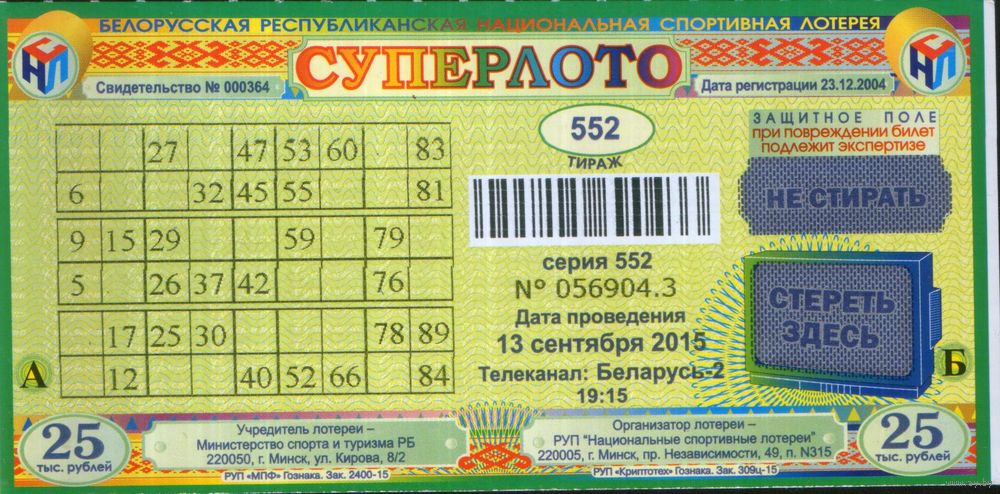 БЕЛОРУССКАЯ РЕСПУБЛИКАНСКАЯ НАЦИОНАЛЬНАЯ СПОРТИВНАЯ ЛОТЕРЕЯ
СНЛ
СУПЕРЛОТО
СНЛ
Свидетельство № 000364
Дата регистрации 23.12.2004
27 47 53 60 83
6 32 45 55 81
9 15 29 59 79
5 26 37 42 76
17 25 30 78 89
12 40 52 66 84
А
552
ТИРАЖ
серия 552
№ 056904.3
Дата проведения
13 сентября 2015
Телеканал: Беларусь-2
19:15
ЗАЩИТНОЕ ПОЛЕ
при повреждении билет
подлежит экспертизе
НЕ СТИРАТЬ
СТЕРЕТЬ
ЗДЕСЬ
Б
25
тыс. рублей
Учредитель лотереи –
Министерство спорта и туризма РБ
220050, г. Минск, ул. Кирова, 8/2
РУП «МПФ» Гознака. Зак. 2400-15
Организатор лотереи –
РУП "Национальные спортивные лотереи"
220005, г. Минск, пр. Независимости, 49, п. N315
РУП «Криптотех» Гознака. Зак. 309ц-15
25
тыс. рублей